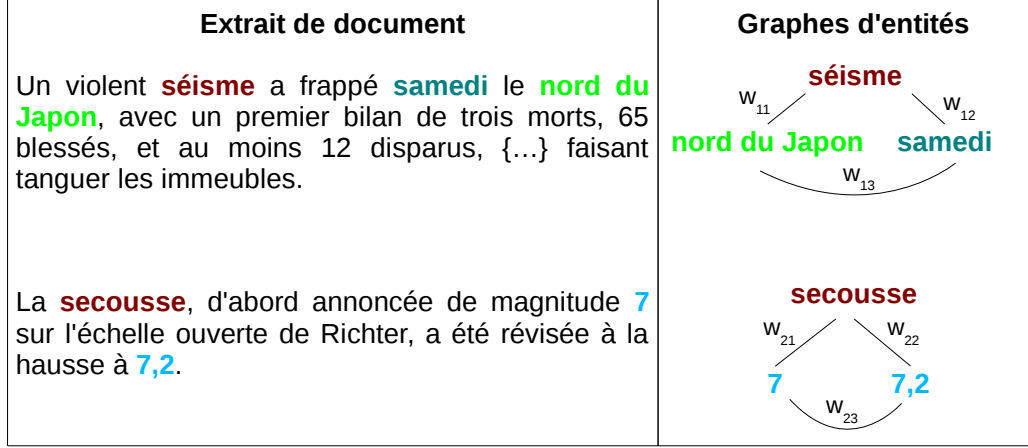 Extrait de document
Un violent séisme a frappé samedi le nord du
Japon, avec un premier bilan de trois morts, 65
blessés, et au moins 12 disparus, {…} faisant
tanguer les immeubles.
La secousse, d'abord annoncée de magnitude 7
sur l'échelle ouverte de Richter, a été révisée à la
hausse à 7,2.
Graphes d'entités
séisme
w11
w12
nord du Japon samedi
w13
secousse
w21
w22
7 7,2
w23